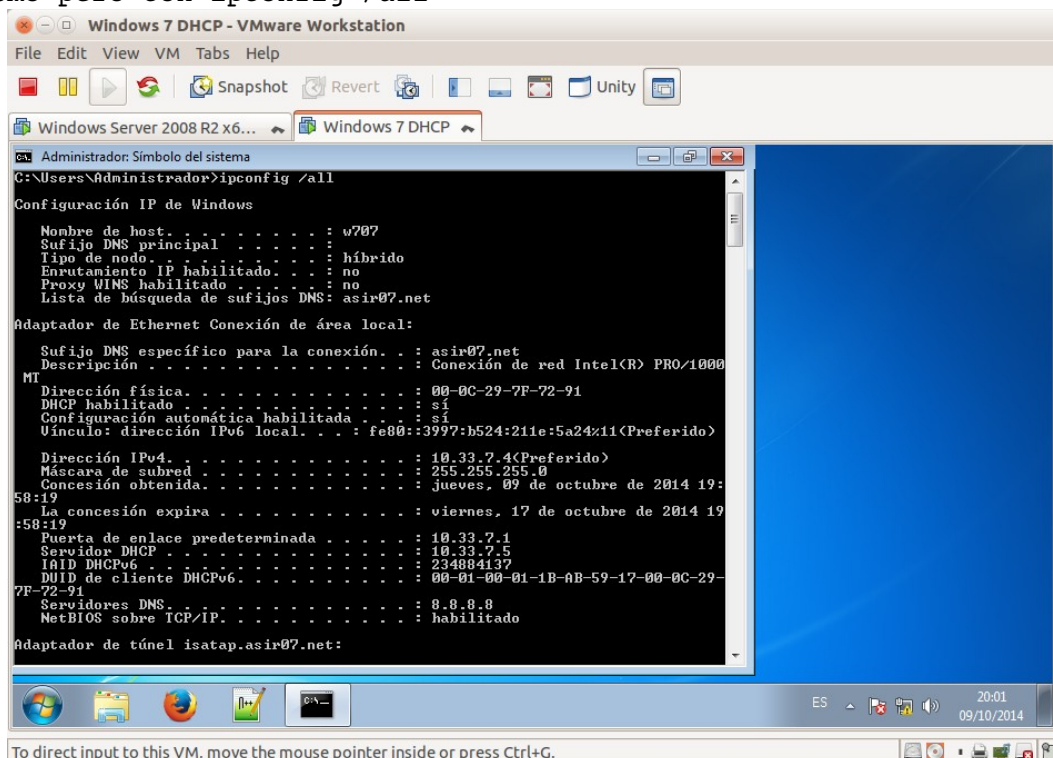 ipconfig /all
Windows 7 DHCP - VMware Workstation
File Edit View VM Tabs Help
Snapshot Revert Unity
Windows Server 2008 R2 x6... Windows 7 DHCP
Administrador: Símbolo del sistema
C:\Users\Administrador>ipconfig /all
Configuración IP de Windows
Nombre de host. . . . . . . . . : w707
Sufijo DNS principal . . . . . :
Tipo de nodo. . . . . . . . . . : híbrido
Enrutamiento IP habilitado. . . : no
Proxy WINS habilitado . . . . . : no
Lista de búsqueda de sufijos DNS: asir07.net
Adaptador de Ethernet Conexión de área local:
Sufijo DNS específico para la conexión. . : asir07.net
Descripción . . . . . . . . . . . . . . . : Conexión de red Intel(R) PRO/1000
MT
Dirección física. . . . . . . . . . . . . : 00-0C-29-7F-72-91
DHCP habilitado . . . . . . . . . . . . . : sí
Configuración automática habilitada . . . : sí
Vínculo: dirección IPv6 local. . . : fe80::3997:b524:211e:5a24%11(Preferido)
Dirección IPv4. . . . . . . . . . . . . . : 10.33.7.4(Preferido)
Máscara de subred . . . . . . . . . . . . : 255.255.255.0
Concesión obtenida. . . . . . . . . . . . : jueves, 09 de octubre de 2014 19:
58:19
La concesión expira . . . . . . . . . . . : viernes, 17 de octubre de 2014 19
:58:19
Puerta de enlace predeterminada . . . . . : 10.33.7.1
Servidor DHCP . . . . . . . . . . . . . . : 10.33.7.5
IAID DHCPv6 . . . . . . . . . . . . . . . : 234884137
DUID de cliente DHCPv6. . . . . . . . . . : 00-01-00-01-1B-AB-59-17-00-0C-29-
7F-72-91
Servidores DNS. . . . . . . . . . . . . . : 8.8.8.8
NetBIOS sobre TCP/IP. . . . . . . . . . . : habilitado
Adaptador de túnel isatap.asir07.net:
ES 20:01
09/10/2014
To direct input to this VM, move the mouse pointer inside or press Ctrl+G.